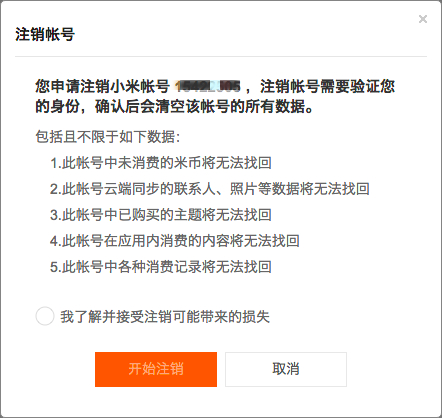 注销帐号
您申请注销小米帐号 ，注销帐号需要验证您
的身份，确认后会清空该帐号的所有数据。
包括且不限于如下数据：
1.此帐号中未消费的米币将无法找回
2.此帐号云端同步的联系人、照片等数据将无法找回
3.此帐号中已购买的主题将无法找回
4.此帐号在应用内消费的内容将无法找回
5.此帐号中各种消费记录将无法找回
我了解并接受注销可能带来的损失
开始注销
取消